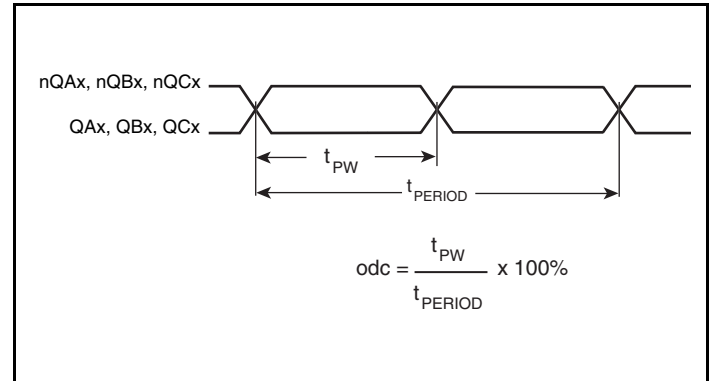 nQAx, nQBx, nQCx
QAx, QBx, QCx
tPW
tPERIOD
odc = tPW / tPERIOD x 100%